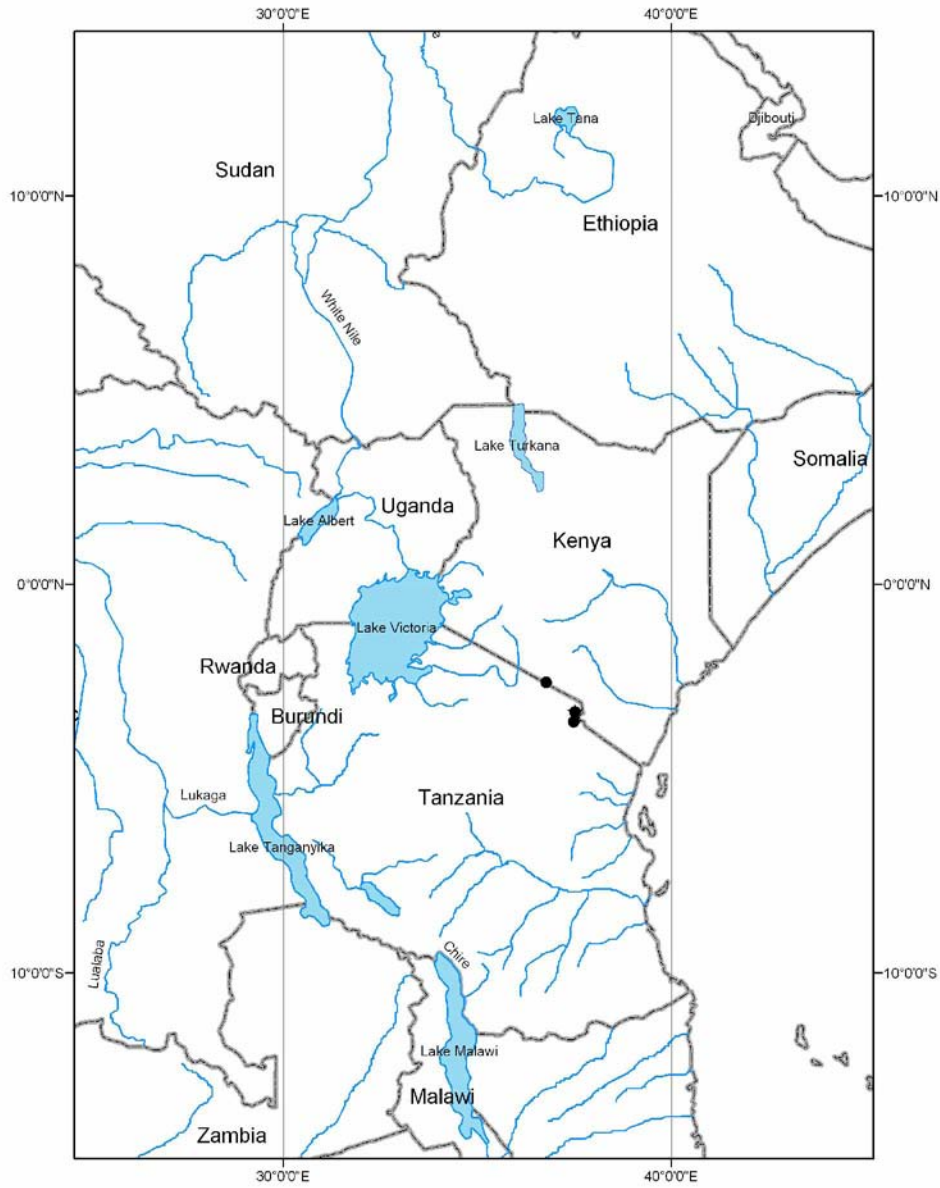 30°0'0"E
40°0'0"E
Lake Tana
Djibouti
Sudan
10°0'0"N
10°0'0"N
Ethiopia
White Nile
Lake Turkana
Somalia
Uganda
Lake Albert
Kenya
0°0'0"N
0°0'0"N
Lake Victoria
Rwanda
Burundi
Lukaga
Tanzania
Lake Tanganyika
Chire
Lualaba
10°0'0"S
10°0'0"S
Lake Malawi
Malawi
Zambia
30°0'0"E
40°0'0"E